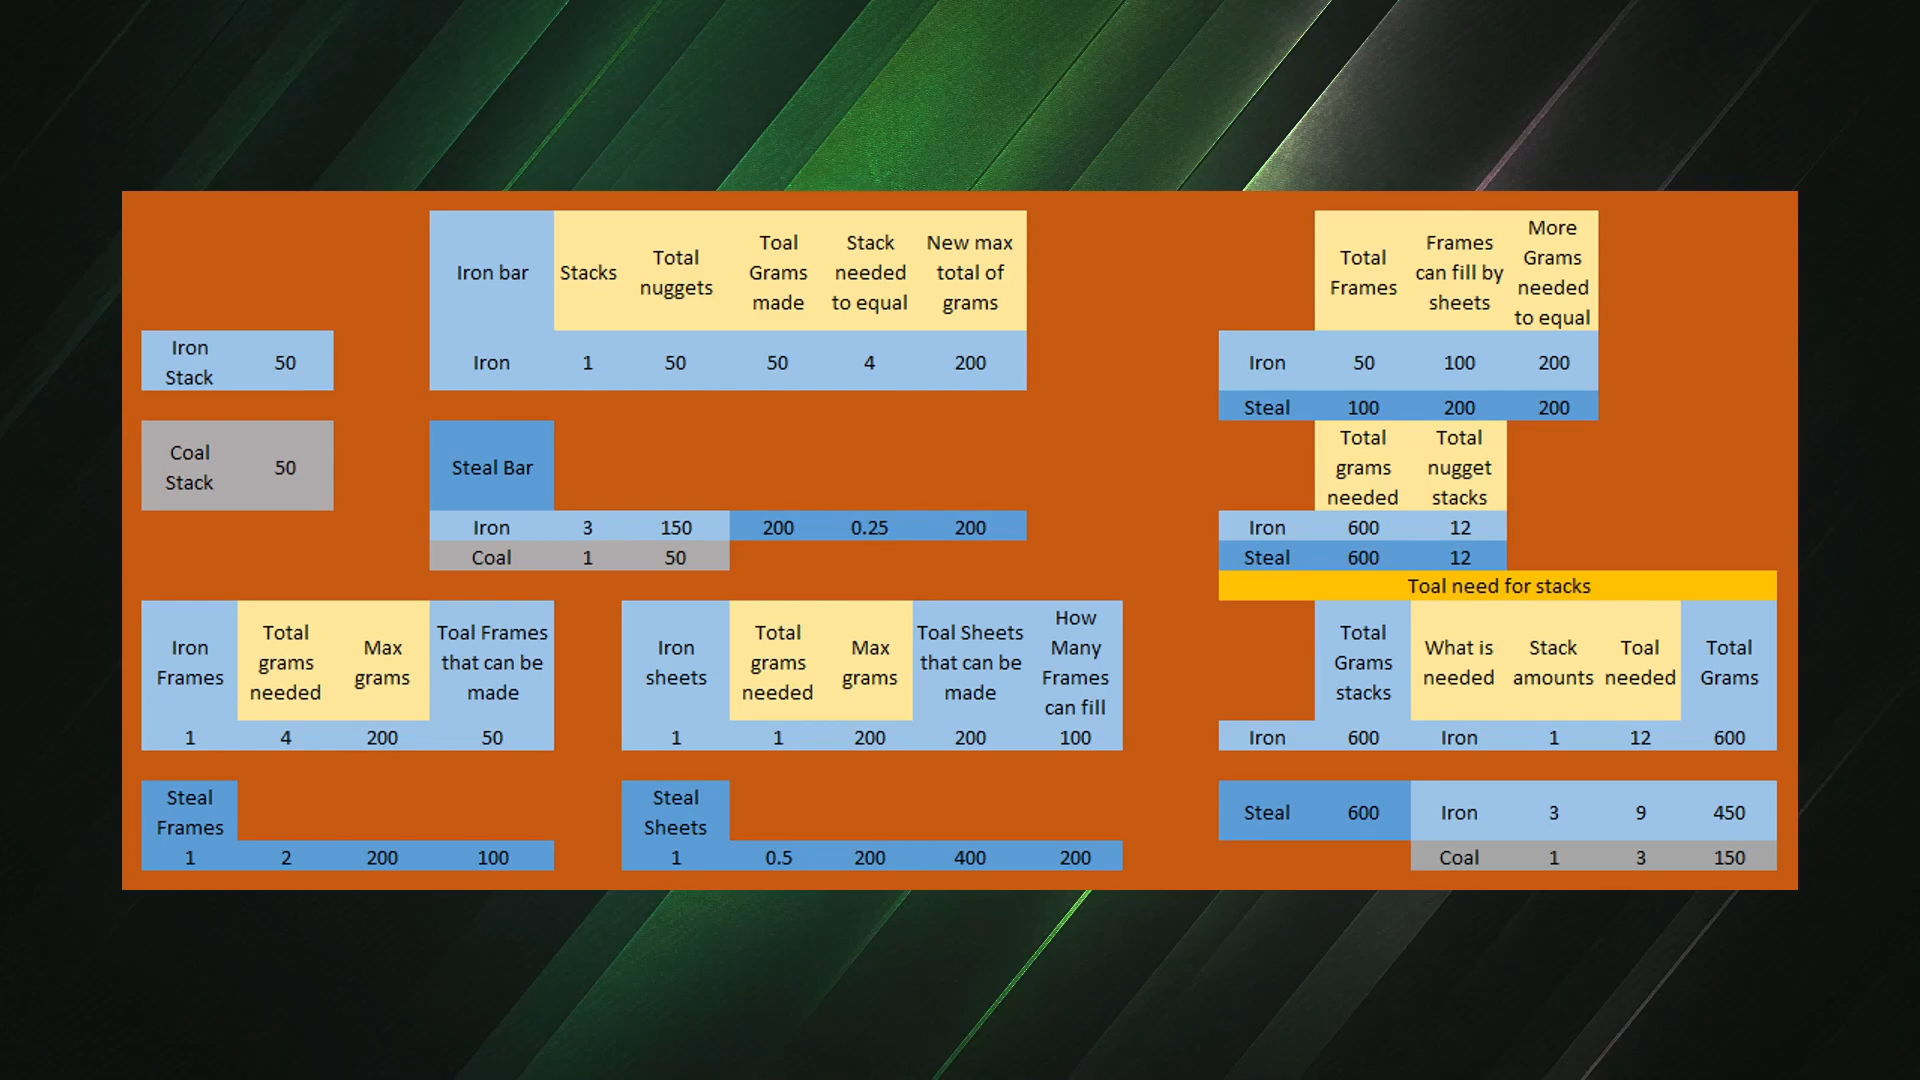 Iron bar Stacks Total nuggets Toal Grams made Stack needed to equal New max total of grams
Iron 1 50 50 4 200
Iron Stack 50
Coal Stack 50
Steal Bar
Iron 3 150 200 0.25 200
Coal 1 50
Iron Frames Total grams needed Max grams Toal Frames that can be made
1 4 200 50
Steal Frames
1 2 200 100
Iron sheets Total grams needed Max grams Toal Sheets that can be made How Many Frames can fill
1 1 200 200 100
Steal Sheets
1 0.5 200 400 200
Total Frames Frames can fill by sheets More Grams needed to equal
Iron 50 100 200
Steal 100 200 200
Total grams needed Total nugget stacks
Iron 600 12
Steal 600 12
Toal need for stacks
Total Grams stacks What is needed Stack amounts Toal needed Total Grams
Iron 600 Iron 1 12 600
Steal 600 Iron 3 9 450
Coal 1 3 150